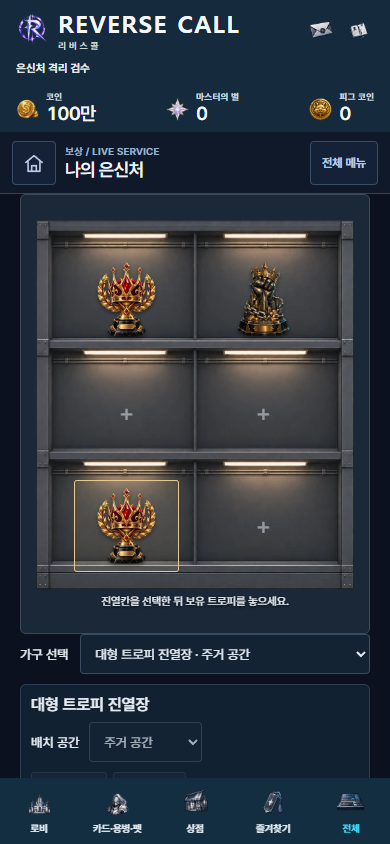 REVERSE CALL
리버스콜
은신처 격리 검수
코인
100만
마스터의 별
0
피그 코인
0
보상 / LIVE SERVICE
나의 은신처
전체 메뉴
+
+
+
진열칸을 선택한 뒤 보유 트로피를 놓으세요.
가구 선택
대형 트로피 진열장 · 주거 공간
대형 트로피 진열장
배치 공간
주거 공간
로비
카드·용병·펫
상점
즐겨찾기
전체